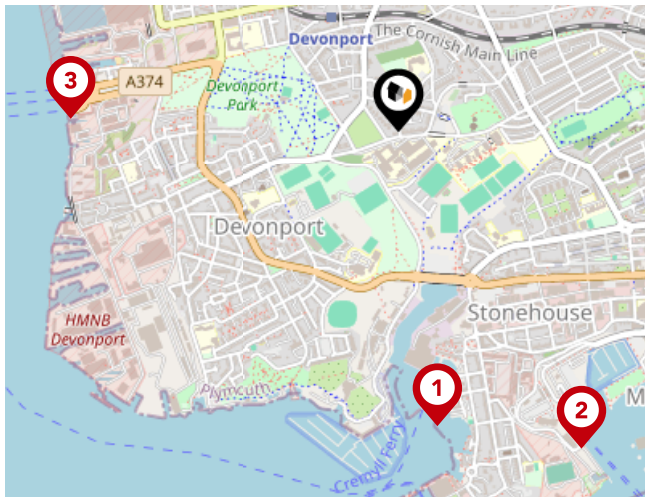 Devonport
The Cornish Main Line
3
A374
Devonport
Park
Devonport
HMNB
Devonport
Stonehouse
Plymouth
1
2
M
Cremyll Ferry